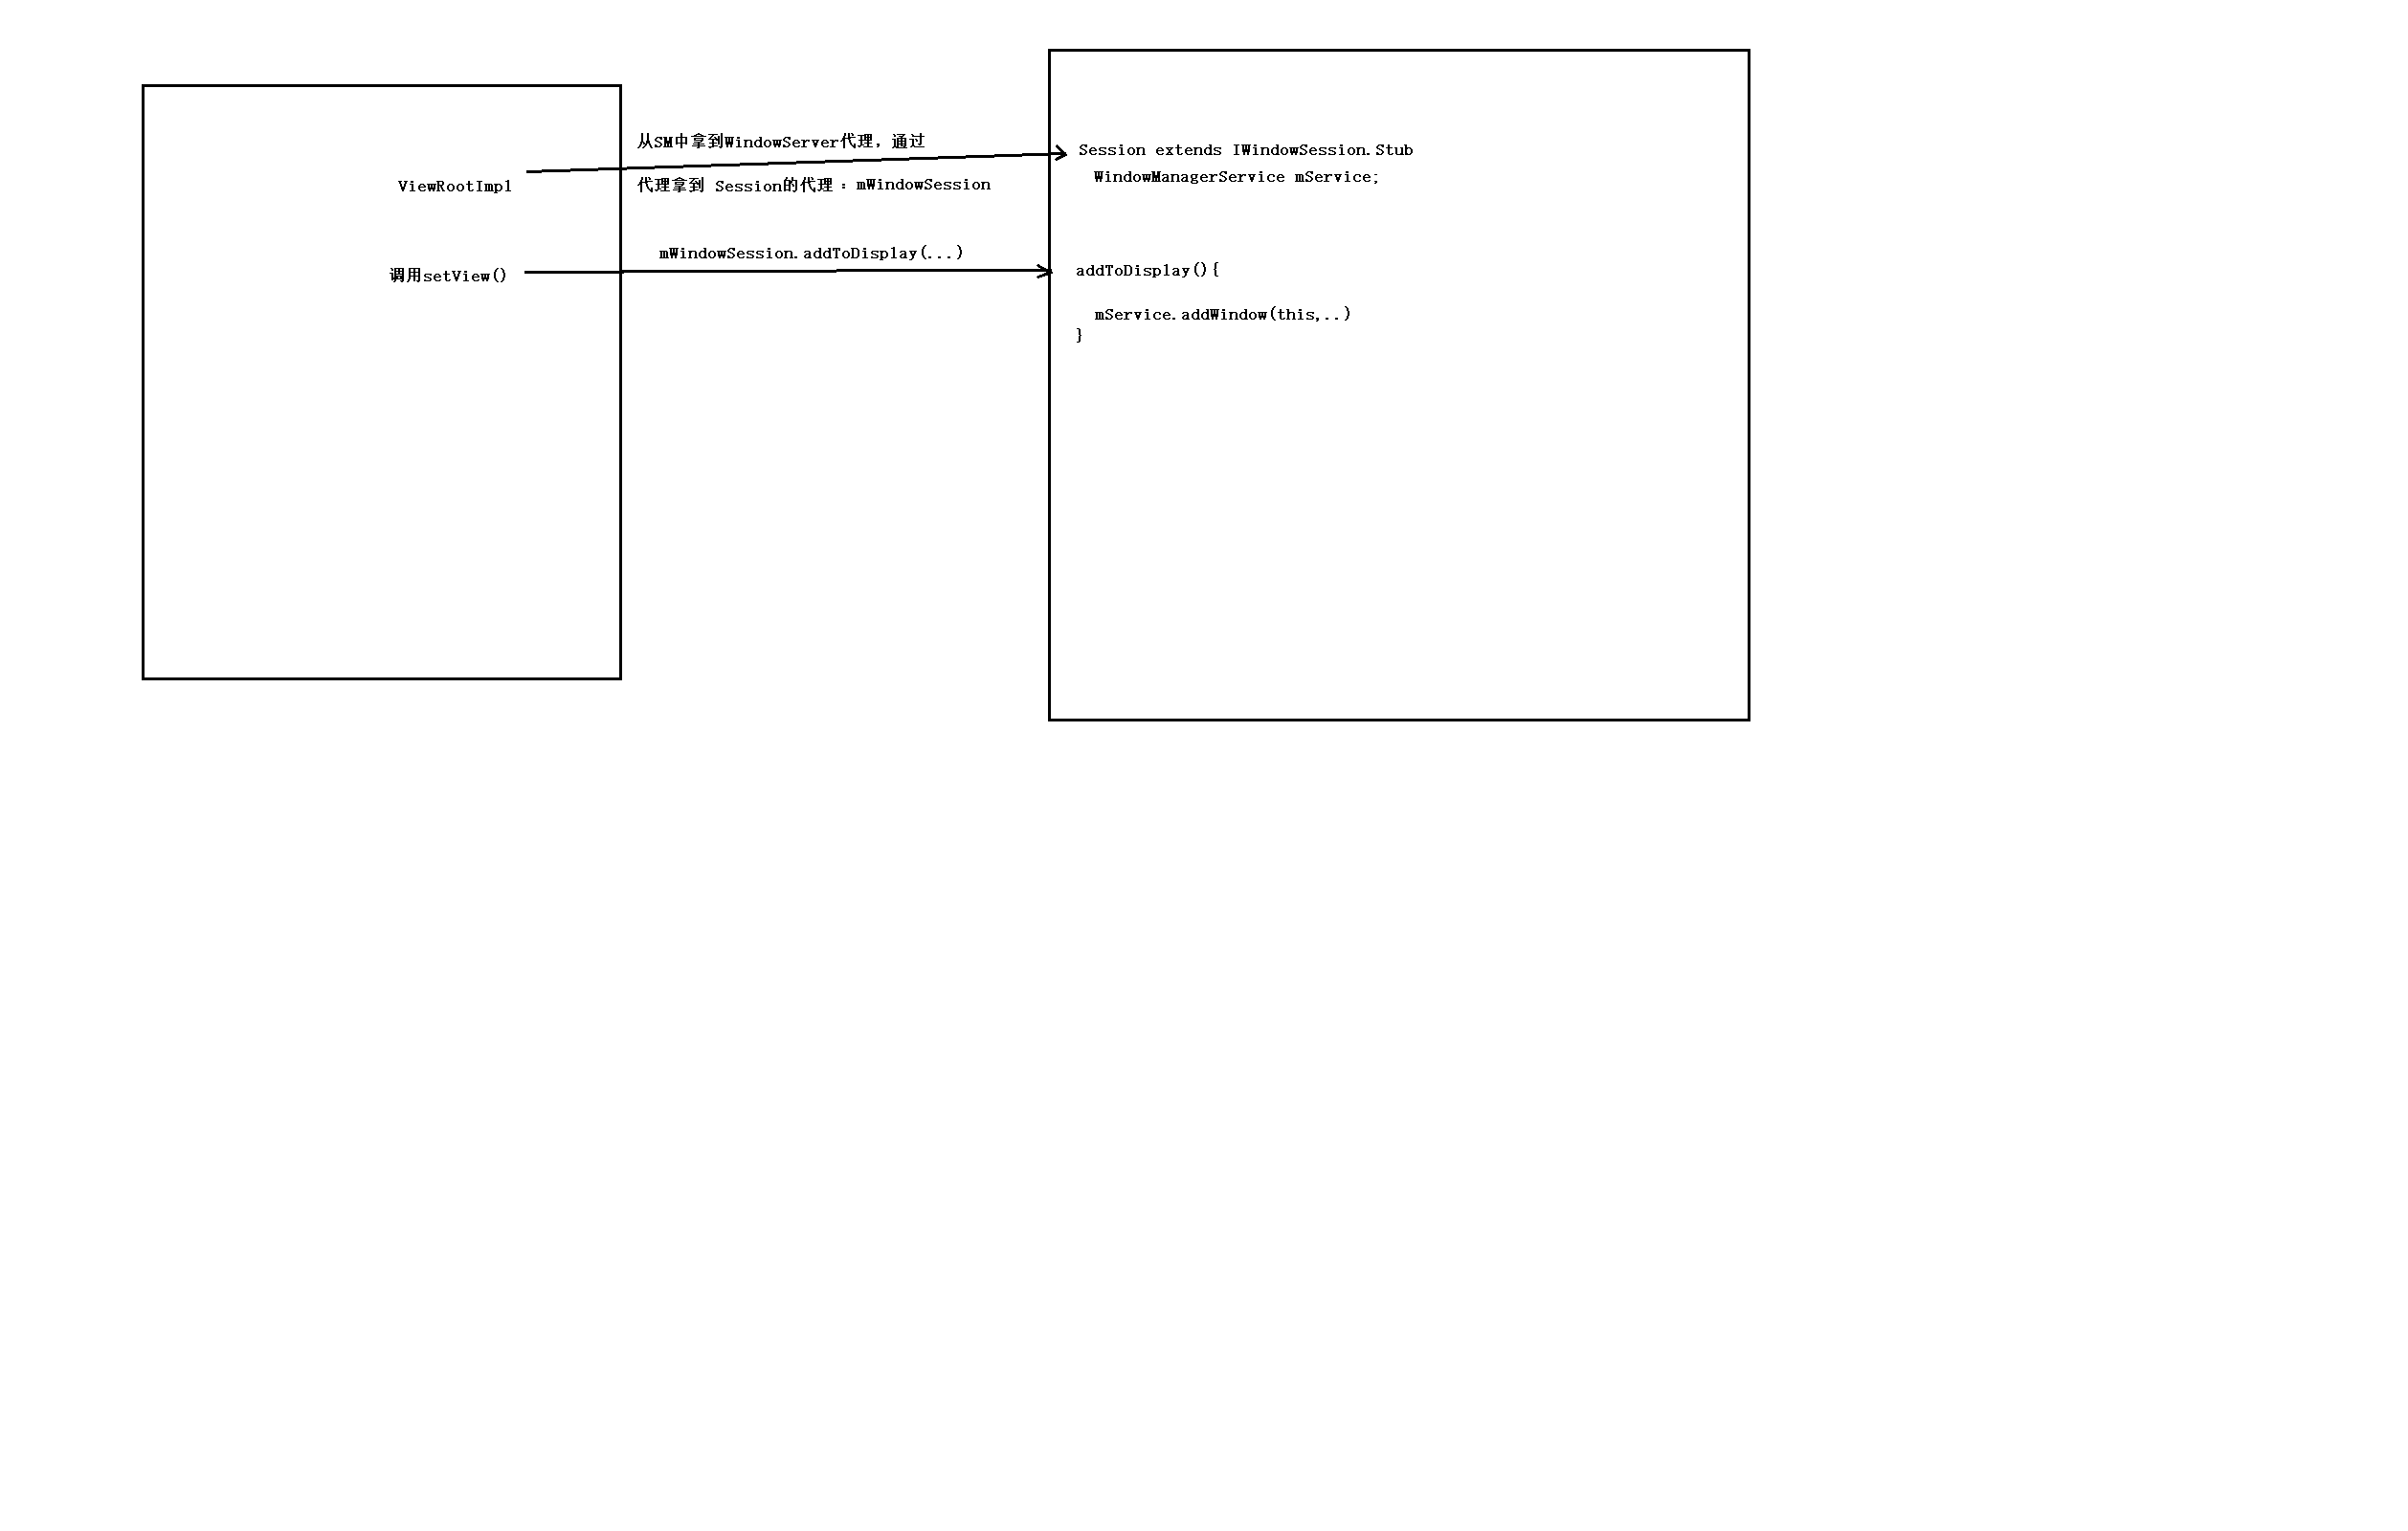 从SM中拿到WindowServer代理，通过
代理拿到 Session的代理：mWindowSession
ViewRootImpl
Session extends IWindowSession.Stub
WindowManagerService mService;
mWindowSession.addToDisplay(...)
调用setView()
addToDisplay(){
mService.addWindow(this,..)
}